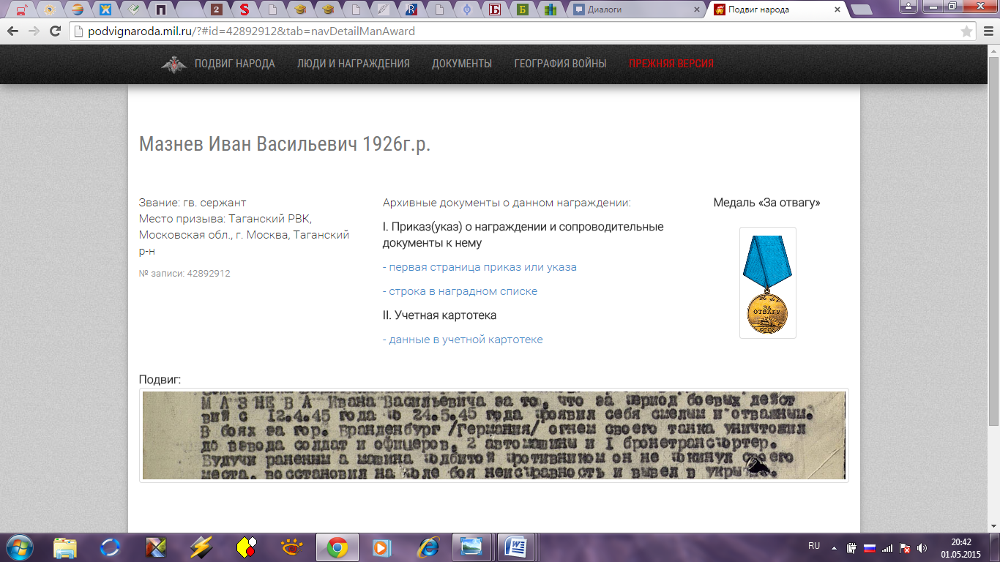 2
S
Б
Б
Диалоги
Подвиг народа
podvignaroda.mil.ru/?#id=42892912&tab=navDetailManAward
ПОДВИГ НАРОДА ЛЮДИ И НАГРАЖДЕНИЯ ДОКУМЕНТЫ ГЕОГРАФИЯ ВОЙНЫ ПРЕЖНЯЯ ВЕРСИЯ
Мазнев Иван Васильевич 1926г.р.
Звание: гв. сержант
Место призыва: Таганский РВК,
Московская обл., г. Москва, Таганский
р-н
№ записи: 42892912
Архивные документы о данном награждении:
I. Приказ(указ) о награждении и сопроводительные
документы к нему
- первая страница приказ или указа
- строка в наградном списке
II. Учетная картотека
- данные в учетной картотеке
Медаль «За отвагу»
ЗА
ОТВАГУ
СССР
Подвиг:
МАЗНЕВА Ивана Васильевича за то, что за период боевых дейст
вий с 12.4.45 года по 24.5.45 года проявил себя смелым и отважным.
В боях за гор. Бранденбург /Германия/ огнем своего танка уничтожил
до взвода солдат и офицеров, 2 автомашины и I бронетранспортер.
Будучи раненым а машина подбитой противником он не покинул своего
места, восстановил на поле боя неисправность и вывел в
RU
20:42
01.05.2015